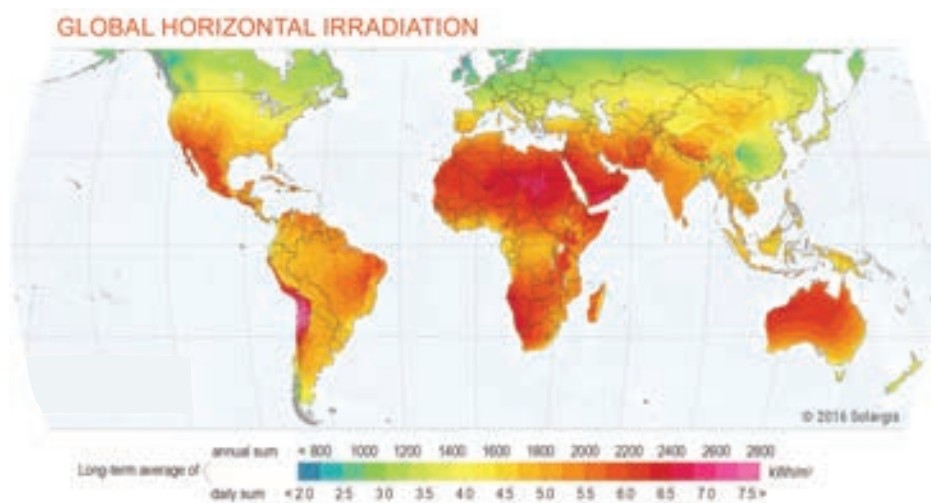 GLOBAL HORIZONTAL IRRADIATION
© 2016 Solargis
annual sum < 800 1000 1200 1400 1600 1800 2000 2200 2400 2600 2800
Long-term average of kWh/m²
daily sum < 2.0 2.5 3.0 3.5 4.0 4.5 5.0 5.5 6.0 6.5 7.0 7.5 >